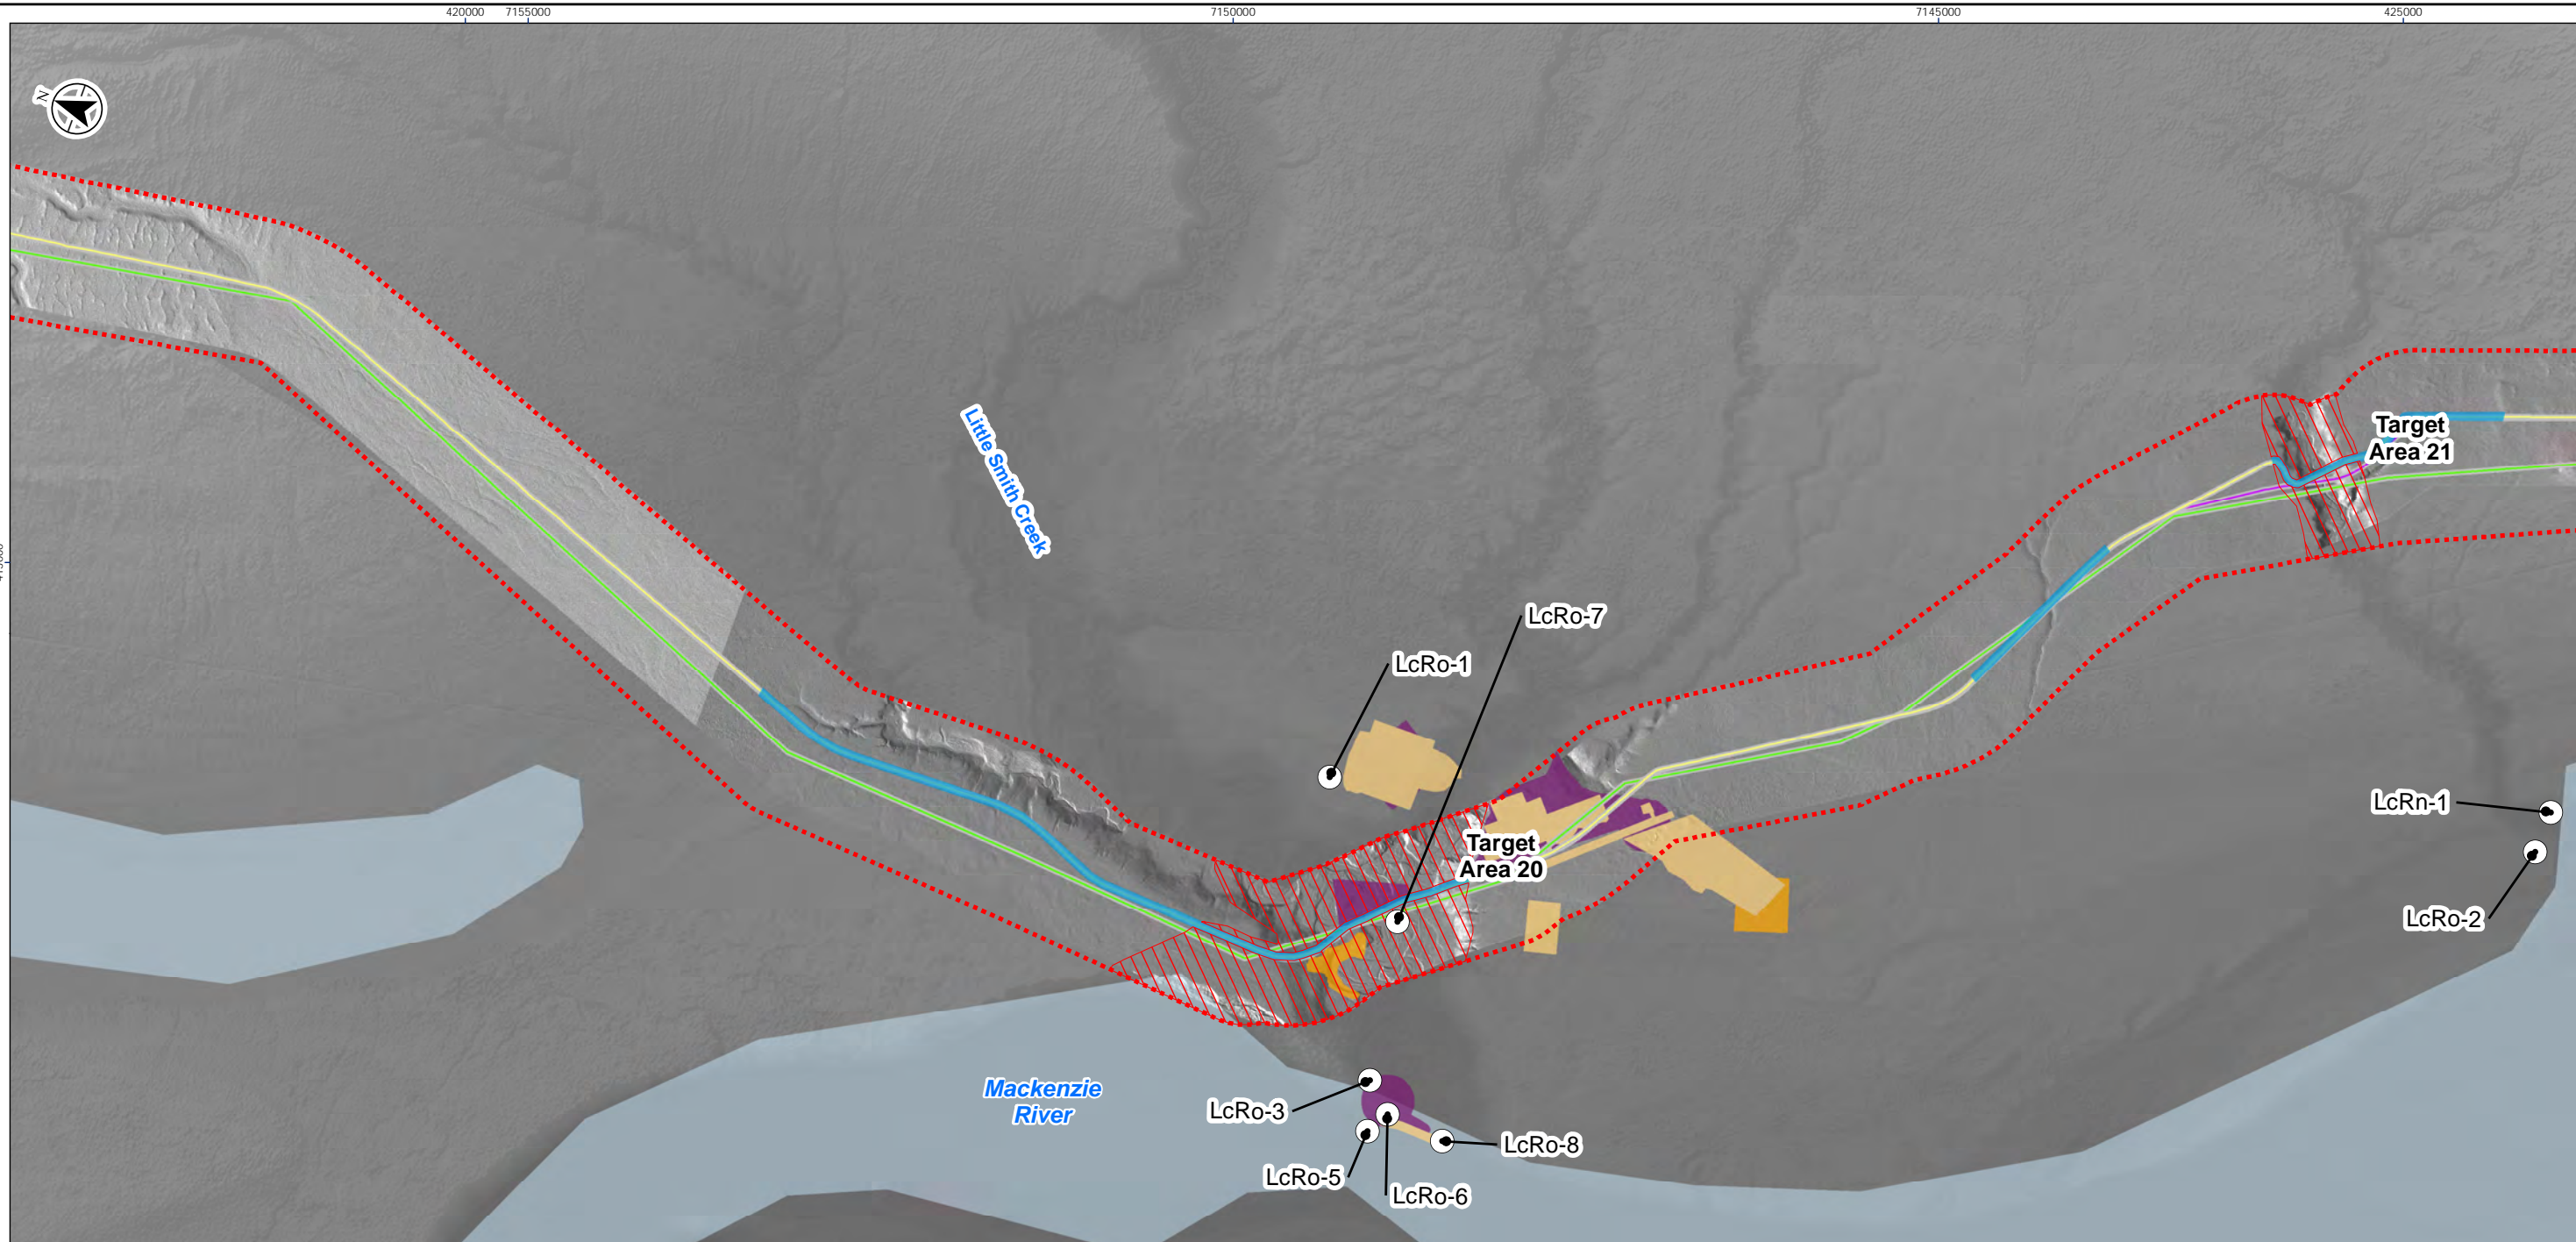 420000 7155000 7150000 7145000 425000
N
Target
Area 21
Little Smith Creek
LcRo-7
LcRo-1
LcRn-1
Target
Area 20
LcRo-2
Mackenzie
River
LcRo-3
LcRo-8
LcRo-5
LcRo-6